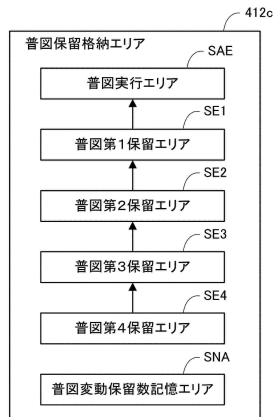 412c
普図保留格納エリア
SAE
普図実行エリア
SE1
普図第1保留エリア
SE2
普図第2保留エリア
SE3
普図第3保留エリア
SE4
普図第4保留エリア
SNA
普図変動保留数記憶エリア